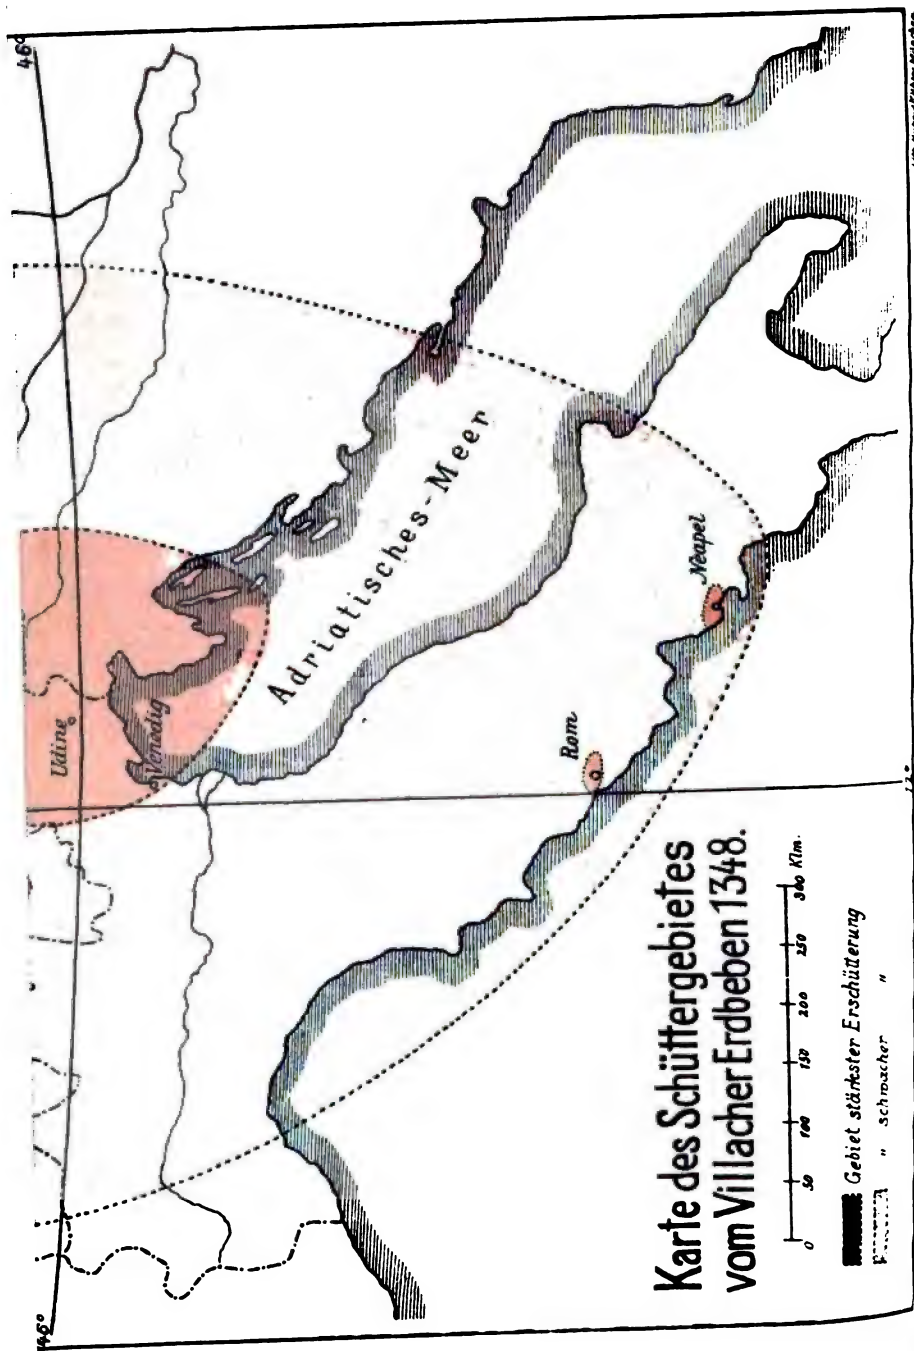 Karte des Schüttergebietes
vom Villacher Erdbeben 1348.
0 50 100 150 200 250 300 Klm.
Gebiet stärkster Erschütterung
" schwacher "
46°
46°
Udine
Venedig
Adriatisches-Meer
Rom
Neapel